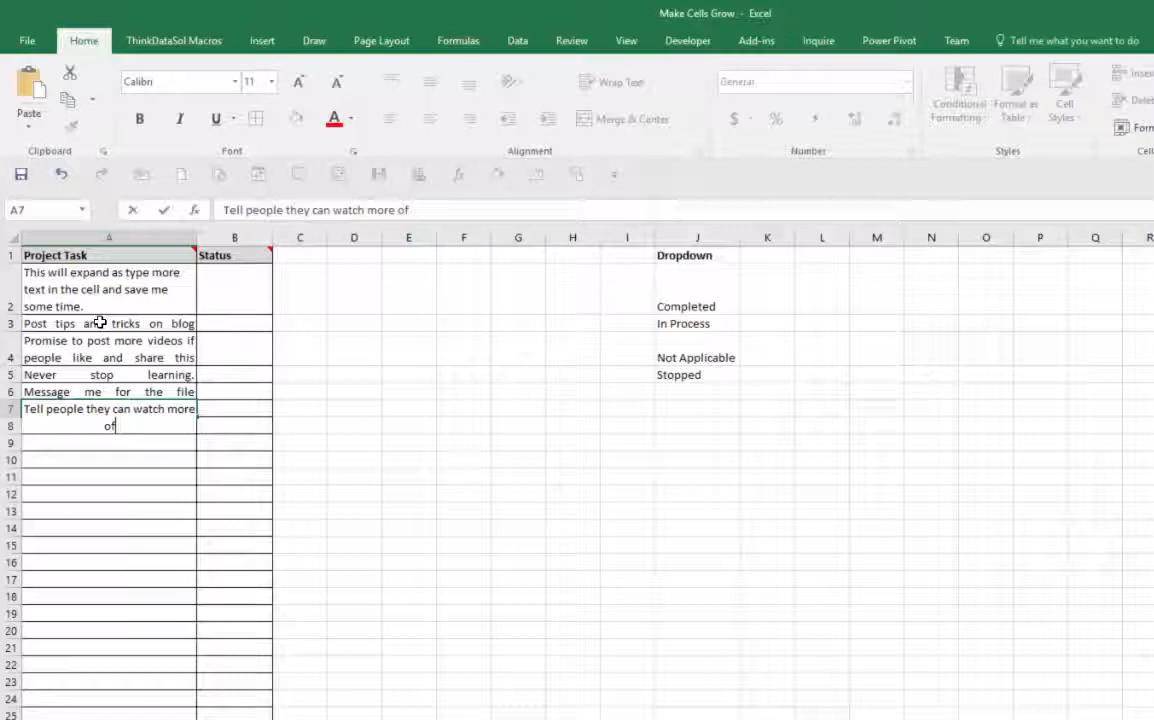 Make Cells Grow - Excel
File Home ThinkDataSol Macros Insert Draw Page Layout Formulas Data Review View Developer Add-ins Inquire Power Pivot Team Tell me what you want to do
Calibri 11 A A Wrap Text General
Paste Conditional Format as Cell
B I U A Merge & Center $ % Formatting Table Styles
Clipboard Font Alignment Number Styles
A7 fx Tell people they can watch more of
A B C D E F G H I J K L M N O P Q R
1 Project Task Status Dropdown
This will expand as type more
text in the cell and save me
2 some time. Completed
3 Post tips and tricks on blog In Process
Promise to post more videos if
4 people like and share this Not Applicable
5 Never stop learning. Stopped
6 Message me for the file
7 Tell people they can watch more
8 of
9
10
11
12
13
14
15
16
17
18
19
20
21
22
23
24
25